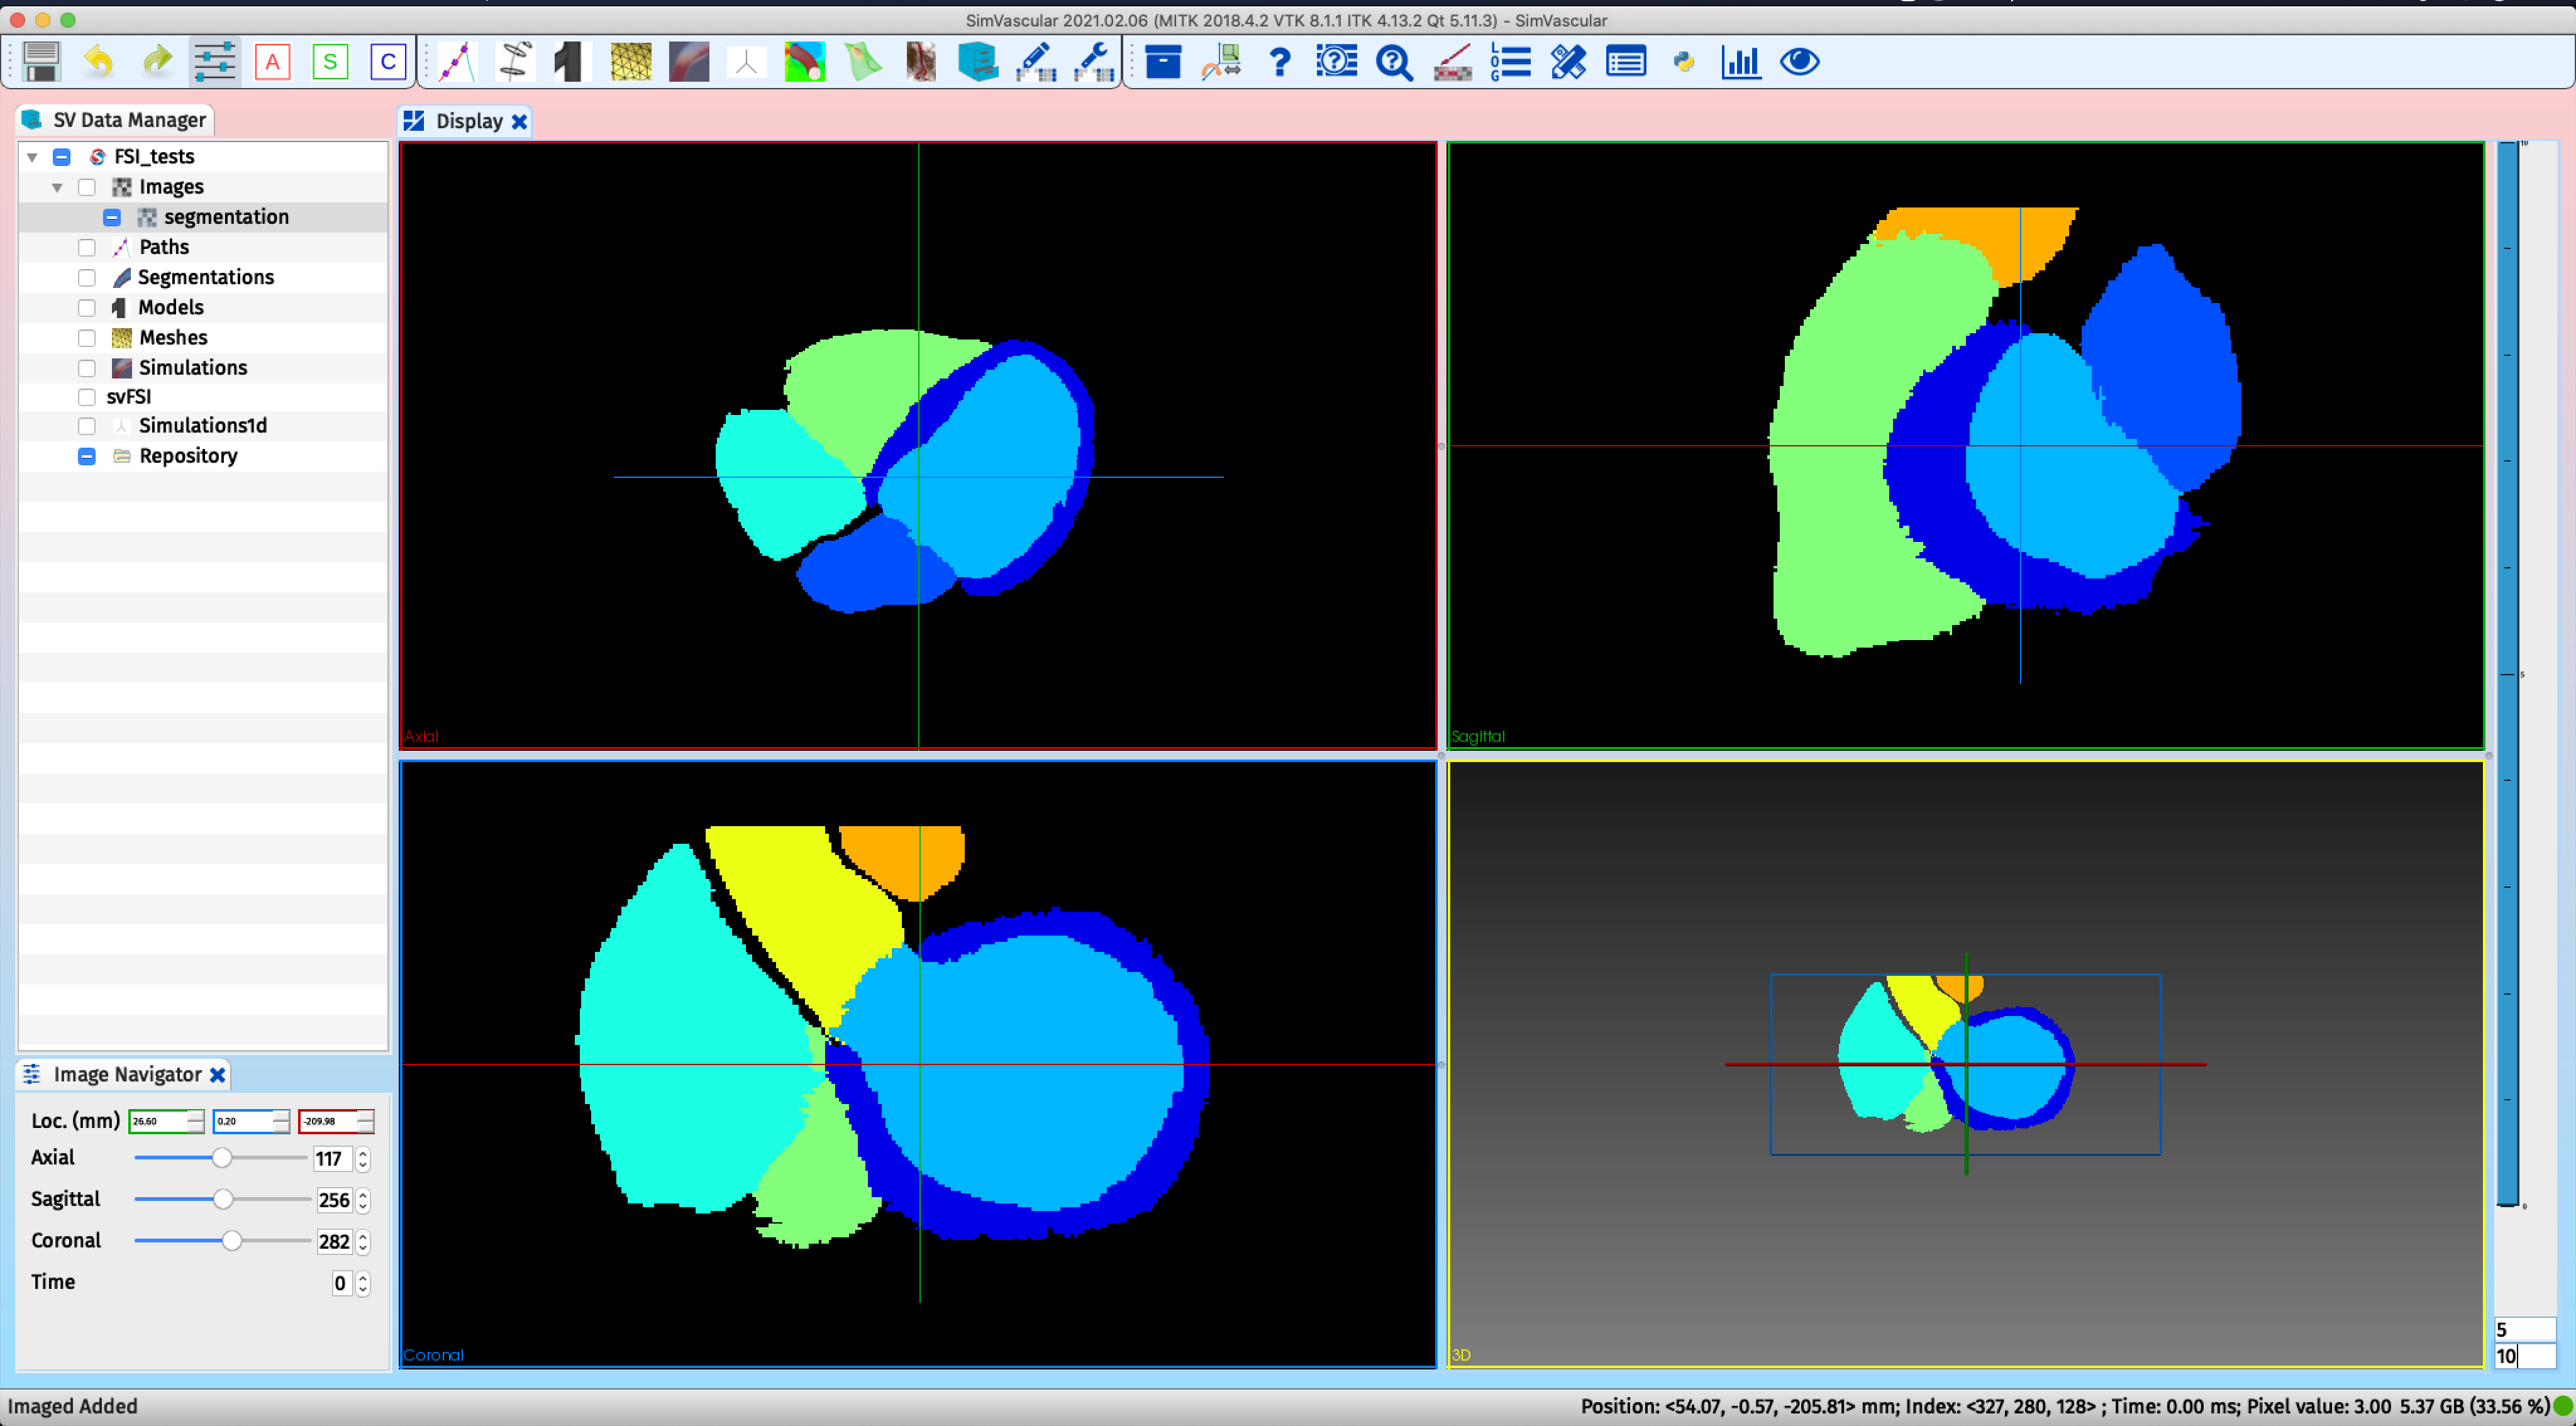 SimVascular 2021.02.06 (MITK 2018.4.2 VTK 8.1.1 ITK 4.13.2 Qt 5.11.3) - SimVascular
A S C
LOG
SV Data Manager
Display
FSI_tests
Images
segmentation
Paths
Segmentations
Models
Meshes
Simulations
svFSI
Simulations1d
Repository
Axial
Sagittal
Coronal
3D
10
5
0
5
10
Image Navigator
Loc. (mm) 26.60 0.20 -209.98
Axial 117
Sagittal 256
Coronal 282
Time 0
Imaged Added
Position: <54.07, -0.57, -205.81> mm; Index: <327, 280, 128> ; Time: 0.00 ms; Pixel value: 3.00 5.37 GB (33.56 %)